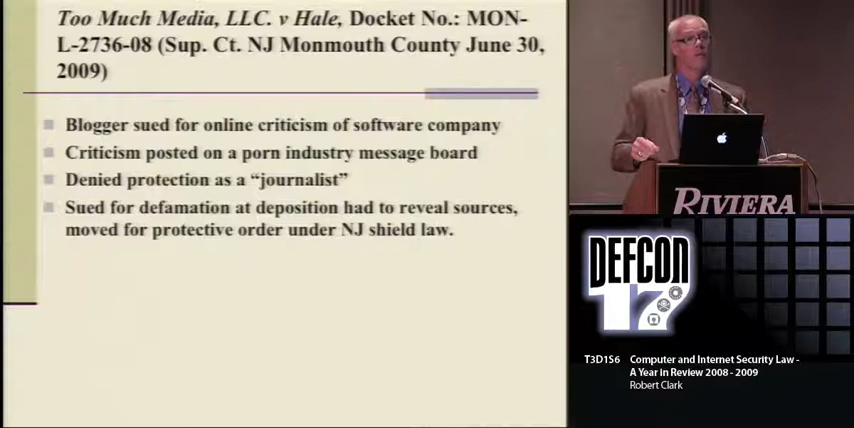 Too Much Media, LLC. v Hale, Docket No.: MON-
L-2736-08 (Sup. Ct. NJ Monmouth County June 30,
2009)
Blogger sued for online criticism of software company
Criticism posted on a porn industry message board
Denied protection as a “journalist”
Sued for defamation at deposition had to reveal sources,
moved for protective order under NJ shield law.
RIVIERA
DEFCON
17
T3D1S6 Computer and Internet Security Law -
A Year in Review 2008 - 2009
Robert Clark